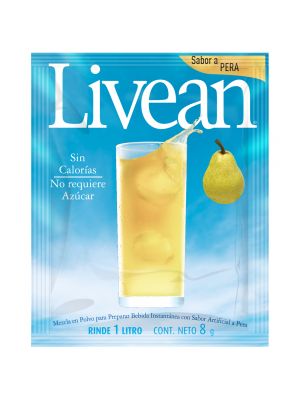 Sabor a
PERA
Livean
Sin
Calorías
No requiere
Azúcar
Mezcla en Polvo para Preparar Bebida Instantánea con Sabor Artificial a Pera
RINDE 1 LITRO CONT. NETO 8 g